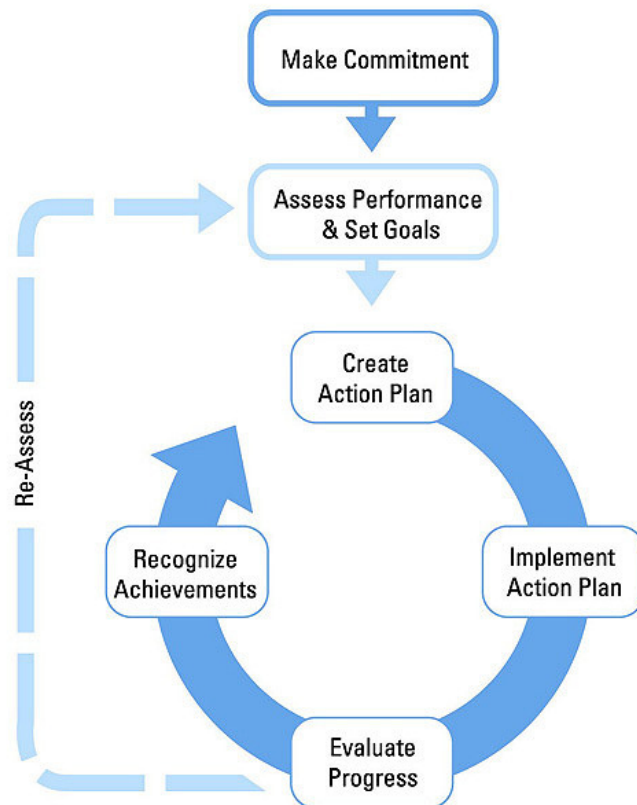 Make Commitment
Assess Performance
& Set Goals
Create
Action Plan
Re-Assess
Recognize
Achievements
Implement
Action Plan
Evaluate
Progress